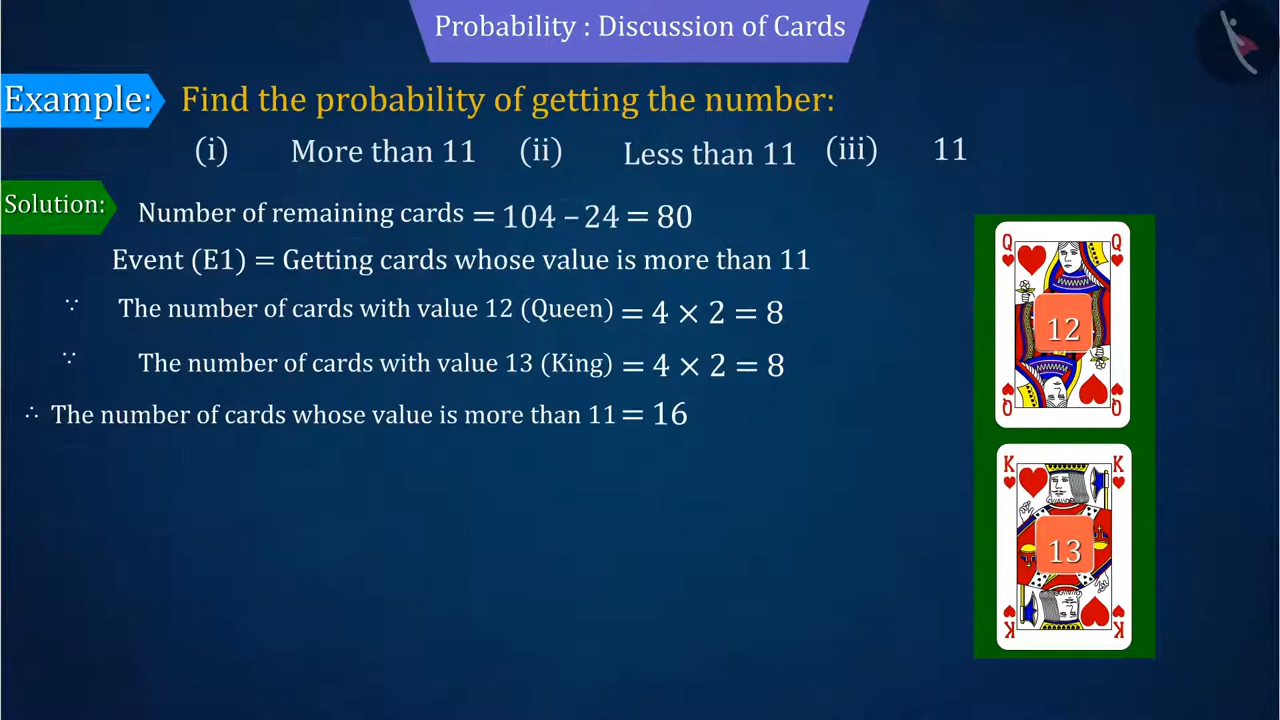 Probability : Discussion of Cards
Example: Find the probability of getting the number:
(i) More than 11 (ii) Less than 11 (iii) 11
Solution: Number of remaining cards = 104 – 24 = 80
Event (E1) = Getting cards whose value is more than 11
∵ The number of cards with value 12 (Queen) = 4 × 2 = 8
∵ The number of cards with value 13 (King) = 4 × 2 = 8
∴ The number of cards whose value is more than 11 = 16
Q Q
12
Q Q
K K
13
K K